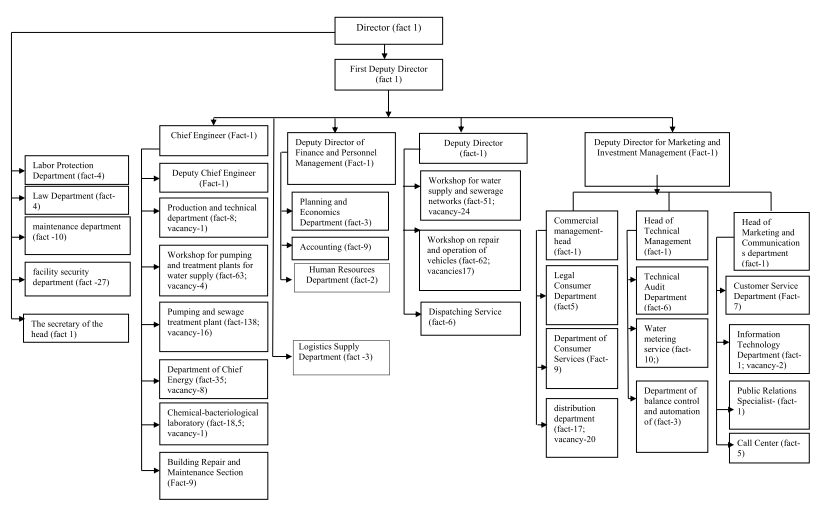 Director (fact 1)
First Deputy Director
(fact 1)
Labor Protection
Department (fact-4)
Law Department (fact-
4)
maintenance department
(fact -10)
facility security
department (fact -27)
The secretary of the
head (fact 1)
Chief Engineer (Fact-1)
Deputy Chief Engineer
(Fact-1)
Production and technical
department (fact-8;
vacancy-1)
Workshop for pumping
and treatment plants for
water supply (fact-63;
vacancy-4)
Pumping and sewage
treatment plant (fact-138;
vacancy-16)
Department of Chief
Energy (fact-35;
vacancy-8)
Chemical-bacteriological
laboratory (fact-18,5;
vacancy-1)
Building Repair and
Maintenance Section
(Fact-9)
Deputy Director of
Finance and Personnel
Management (Fact-1)
Planning and
Economics
Department (fact-3)
Accounting (fact-9)
Human Resources
Department (fact-2)
Logistics Supply
Department (fact -3)
Deputy Director
(fact-1)
Workshop for water
supply and sewerage
networks (fact-51;
vacancy-24
Workshop on repair
and operation of
vehicles (fact-62;
vacancies17)
Dispatching Service
(fact-6)
Deputy Director for Marketing and
Investment Management (Fact-1)
Commercial
management-
head
(fact-1)
Legal
Consumer
Department
(fact5)
Department of
Consumer
Services (Fact-
9)
distribution
department
(fact-17;
vacancy-20
Head of
Technical
Management
(fact-1)
Technical
Audit
Department
(fact-6)
Water
metering
service (fact-
10;)
Department of
balance control
and automation
of (fact-3)
Head of
Marketing and
Communication
s department
(fact-1)
Customer Service
Department (Fact-
7)
Information
Technology
Department (fact-
1; vacancy-2)
Public Relations
Specialist- (fact-
1)
Call Center (fact-
5)